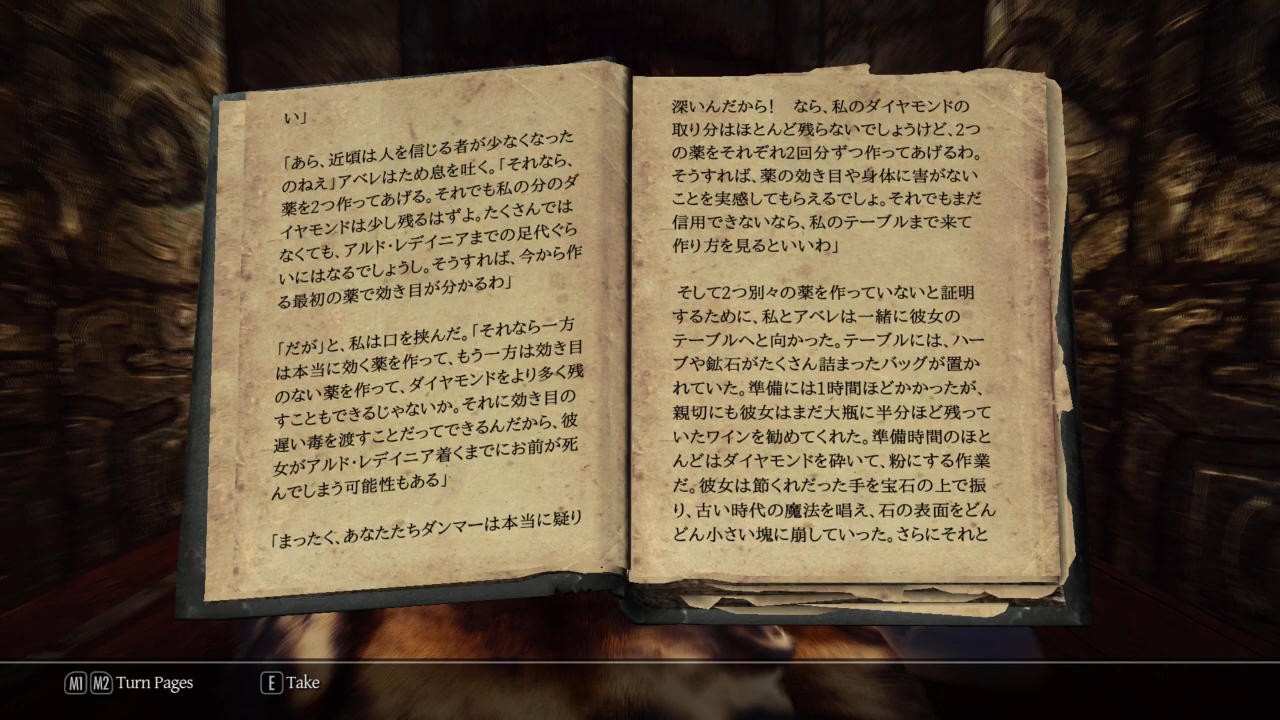 い」
「あら、近頃は人を信じる者が少なくなった
のねえ」アベレはため息を吐く。「それなら、
薬を2つ作ってあげる。それでも私の分のダ
イヤモンドは少し残るはずよ。たくさんでは
なくても、アルド・レデイニアまでの足代ぐら
いにはなるでしょうし。そうすれば、今から作
る最初の薬で効き目が分かるわ」
「だが」と、私は口を挟んだ。「それなら一方
は本当に効く薬を作って、もう一方は効き目
のない薬を作って、ダイヤモンドをより多く残
すこともできるじゃないか。それに効き目の
遅い毒を渡すことだってできるんだから、彼
女がアルド・レデイニア着くまでにお前が死
んでしまう可能性もある」
「まったく、あなたたちダンマーは本当に疑り
深いんだから！　なら、私のダイヤモンドの
取り分はほとんど残らないでしょうけど、2つ
の薬をそれぞれ2回分ずつ作ってあげるわ。
そうすれば、薬の効き目や身体に害がない
ことを実感してもらえるでしょ。それでもまだ
信用できないなら、私のテーブルまで来て
作り方を見るといいわ」
そして2つ別々の薬を作っていないと証明
するために、私とアベレは一緒に彼女の
テーブルへと向かった。テーブルには、ハー
ブや鉱石がたくさん詰まったバッグが置か
れていた。準備には1時間ほどかかったが、
親切にも彼女はまだ大瓶に半分ほど残って
いたワインを勧めてくれた。準備時間のほと
んどはダイヤモンドを砕いて、粉にする作業
だ。彼女は節くれだった手を宝石の上で振
り、古い時代の魔法を唱え、石の表面をどん
どん小さい塊に崩していった。さらにそれと
M1 M2 Turn Pages
E Take